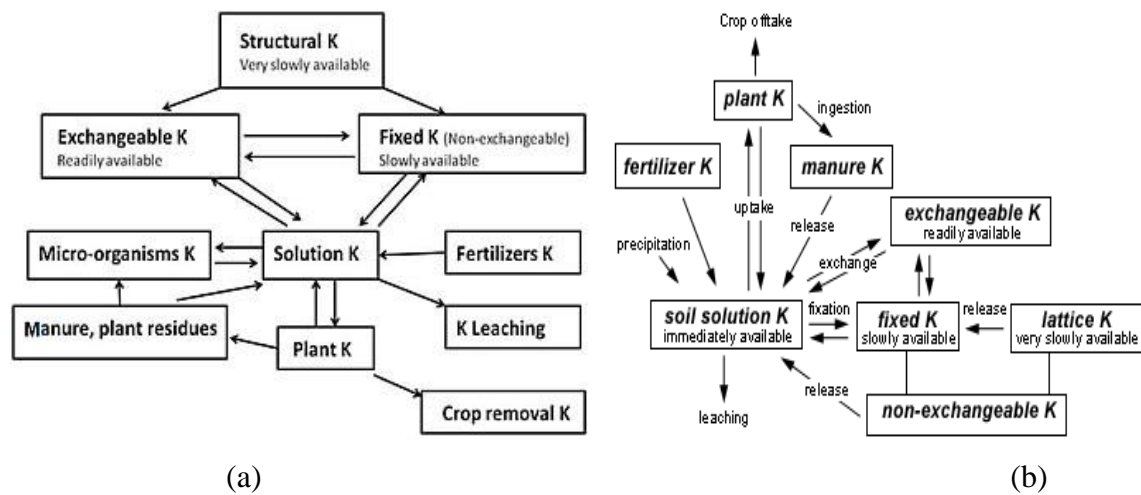 Structural K
Very slowly available
Exchangeable K
Readily available
Fixed K (Non-exchangeable)
Slowly available
Micro-organisms K
Solution K
Fertilizers K
Manure, plant residues
K Leaching
Plant K
Crop removal K
(a)
Crop offtake
plant K
ingestion
fertilizer K
manure K
uptake
release
exchangeable K
readily available
precipitation
exchange
soil solution K
immediately available
fixation
fixed K
slowly available
release
lattice K
very slowly available
release
non-exchangeable K
leaching
(b)